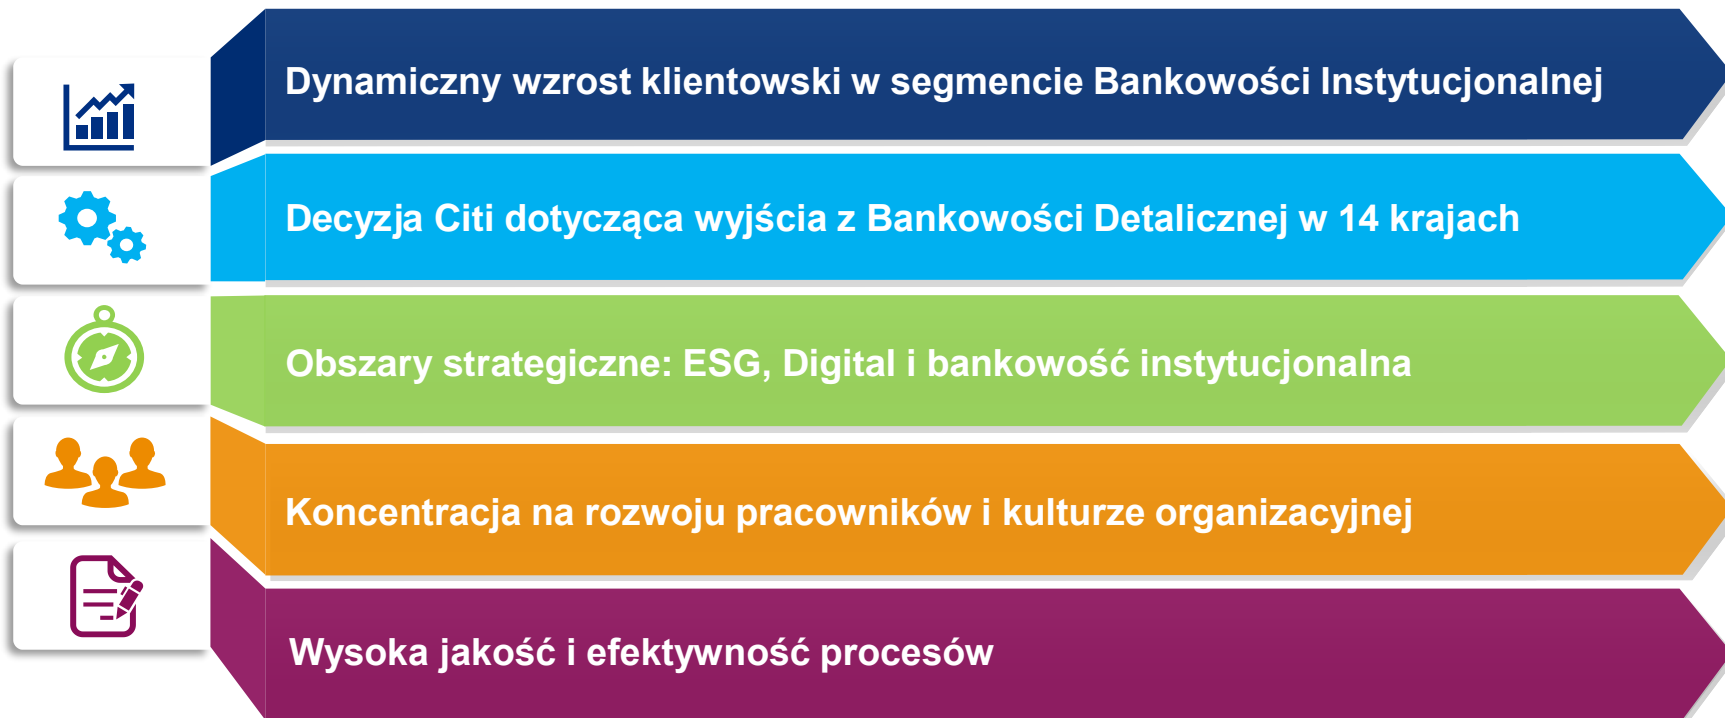 Dynamiczny wzrost klientowski w segmencie Bankowości Instytucjonalnej
Decyzja Citi dotycząca wyjścia z Bankowości Detalicznej w 14 krajach
Obszary strategiczne: ESG, Digital i bankowość instytucjonalna
Koncentracja na rozwoju pracowników i kulturze organizacyjnej
Wysoka jakość i efektywność procesów